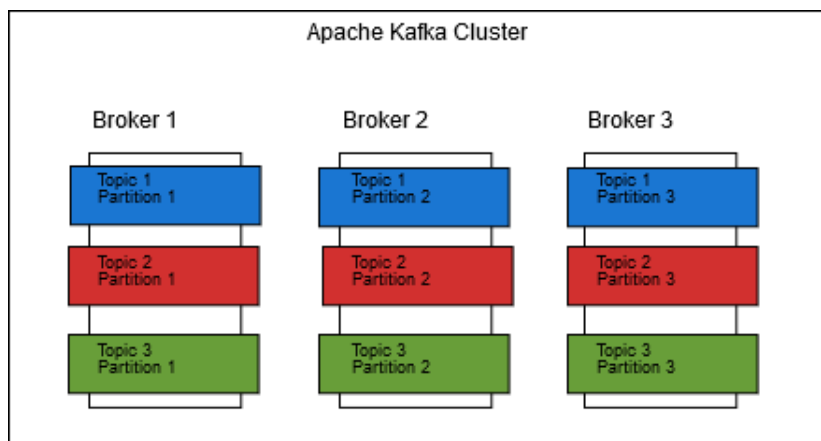 Apache Kafka Cluster
Broker 1
Broker 2
Broker 3
Topic 1
Partition 1
Topic 1
Partition 2
Topic 1
Partition 3
Topic 2
Partition 1
Topic 2
Partition 2
Topic 2
Partition 3
Topic 3
Partition 1
Topic 3
Partition 2
Topic 3
Partition 3